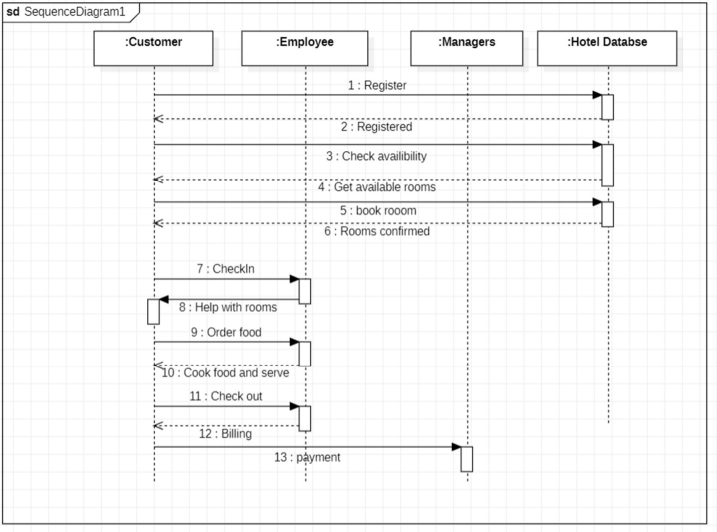 sd SequenceDiagram1
:Customer :Employee :Managers :Hotel Databse
1 : Register
2 : Registered
3 : Check availibility
4 : Get available rooms
5 : book rooom
6 : Rooms confirmed
7 : CheckIn
8 : Help with rooms
9 : Order food
10 : Cook food and serve
11 : Check out
12 : Billing
13 : payment